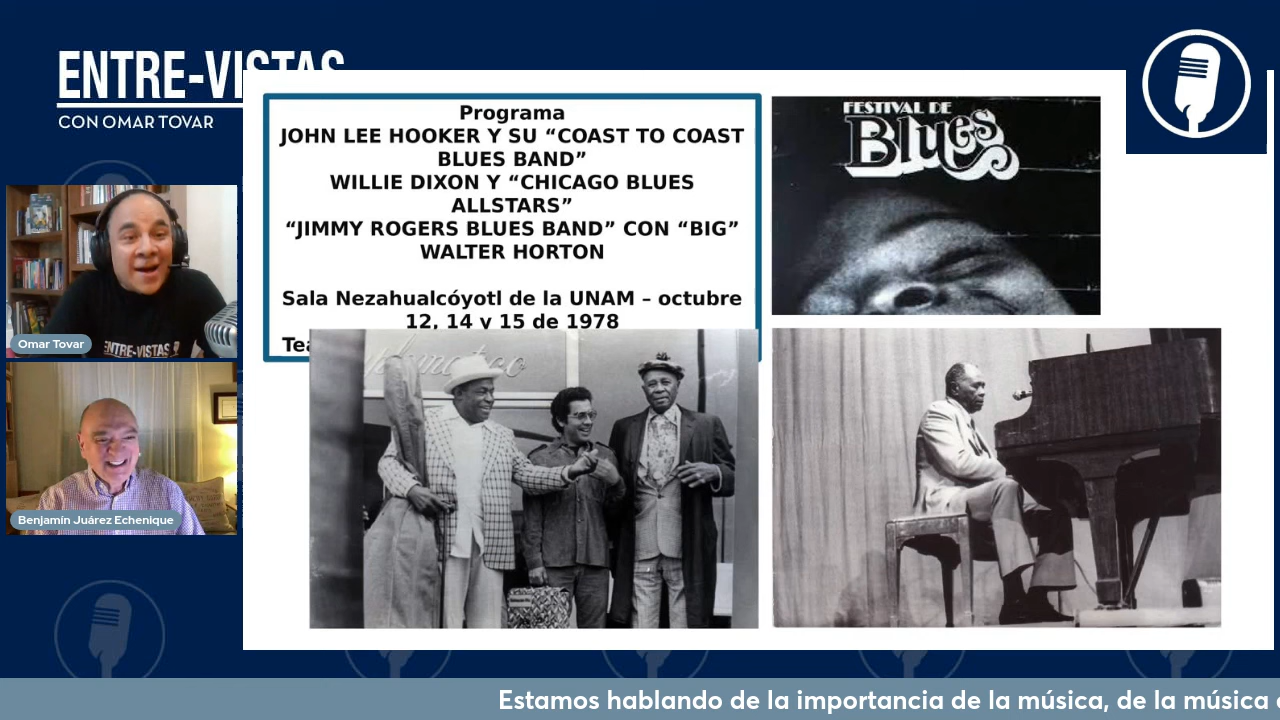 ENTRE-VISTAS
CON OMAR TOVAR
Programa
JOHN LEE HOOKER Y SU “COAST TO COAST
BLUES BAND”
WILLIE DIXON Y “CHICAGO BLUES
ALLSTARS”
“JIMMY ROGERS BLUES BAND” CON “BIG”
WALTER HORTON
Sala Nezahualcóyotl de la UNAM – octubre
12, 14 y 15 de 1978
FESTIVAL DE
Blues
Omar Tovar
ENTRE-VISTAS
Benjamín Juárez Echenique
Estamos hablando de la importancia de la música, de la música